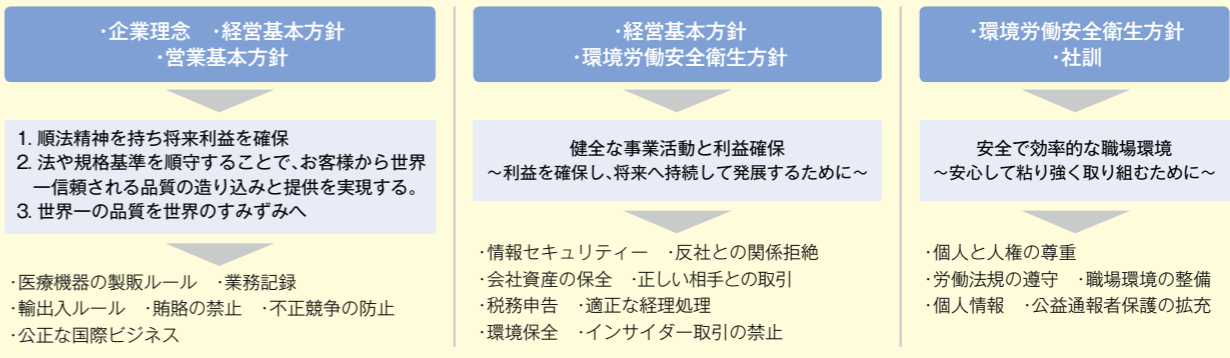 ·企業理念　·経営基本方針
·営業基本方針
1. 順法精神を持ち将来利益を確保
2. 法や規格基準を順守することで、お客様から世界
一信頼される品質の造り込みと提供を実現する。
3. 世界一の品質を世界のすみずみへ
·医療機器の製販ルール　·業務記録
·輸出入ルール　·賄賂の禁止　·不正競争の防止
·公正な国際ビジネス
·経営基本方針
·環境労働安全衛生方針
健全な事業活動と利益確保
～利益を確保し、将来へ持続して発展するために～
·情報セキュリティー　·反社との関係拒絶
·会社資産の保全　·正しい相手との取引
·税務申告　·適正な経理処理
·環境保全　·インサイダー取引の禁止
·環境労働安全衛生方針
·社訓
安全で効率的な職場環境
～安心して粘り強く取り組むために～
·個人と人権の尊重
·労働法規の遵守　·職場環境の整備
·個人情報　·公益通報者保護の拡充